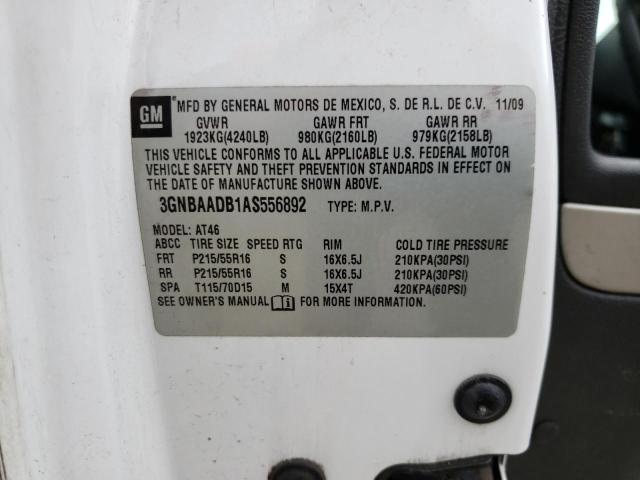 GM MFD BY GENERAL MOTORS DE MEXICO, S. DE R.L. DE C.V. 11/09
GVWR GAWR FRT GAWR RR
1923KG(4240LB) 980KG(2160LB) 979KG(2158LB)
THIS VEHICLE CONFORMS TO ALL APPLICABLE U.S. FEDERAL MOTOR
VEHICLE SAFETY AND THEFT PREVENTION STANDARDS IN EFFECT ON
THE DATE OF MANUFACTURE SHOWN ABOVE.
3GNBAADB1AS556892 TYPE: M.P.V.
MODEL: AT46
ABCC TIRE SIZE SPEED RTG RIM COLD TIRE PRESSURE
FRT P215/55R16 S 16X6.5J 210KPA(30PSI)
RR P215/55R16 S 16X6.5J 210KPA(30PSI)
SPA T115/70D15 M 15X4T 420KPA(60PSI)
SEE OWNER'S MANUAL FOR MORE INFORMATION.